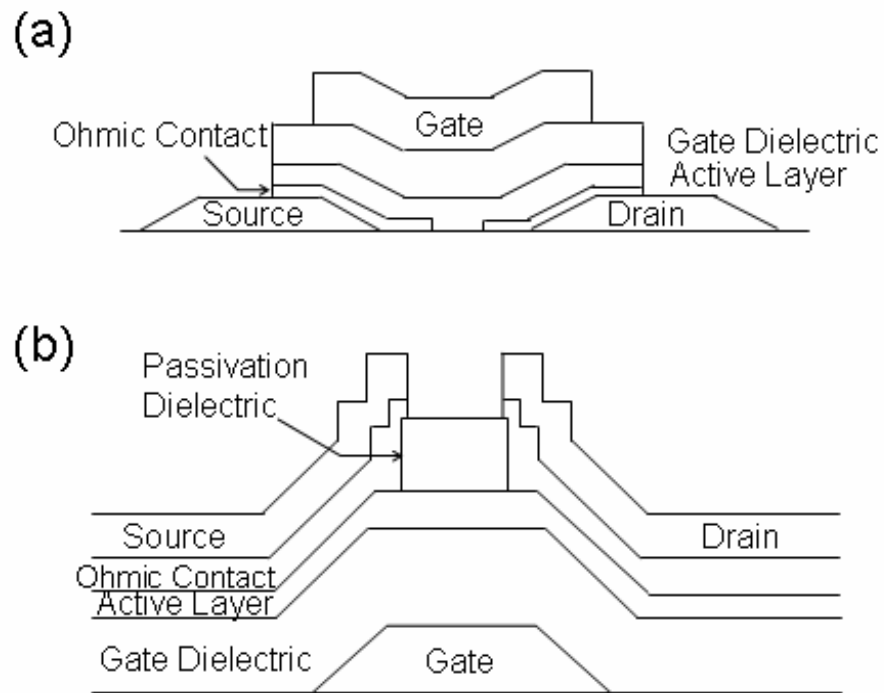 (a)
Gate
Ohmic Contact
Gate Dielectric
Active Layer
Source
Drain
(b)
Passivation
Dielectric
Source
Drain
Ohmic Contact
Active Layer
Gate Dielectric
Gate